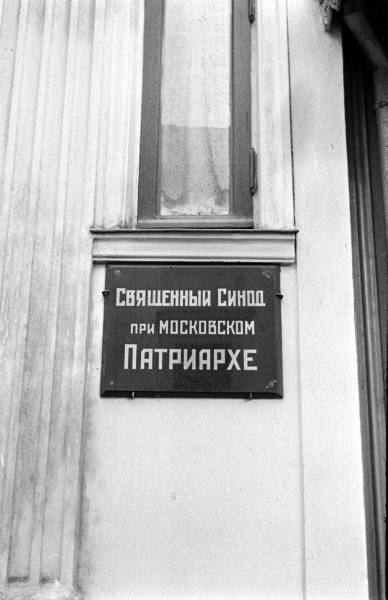 Священный Синод
при московском
Патриархе